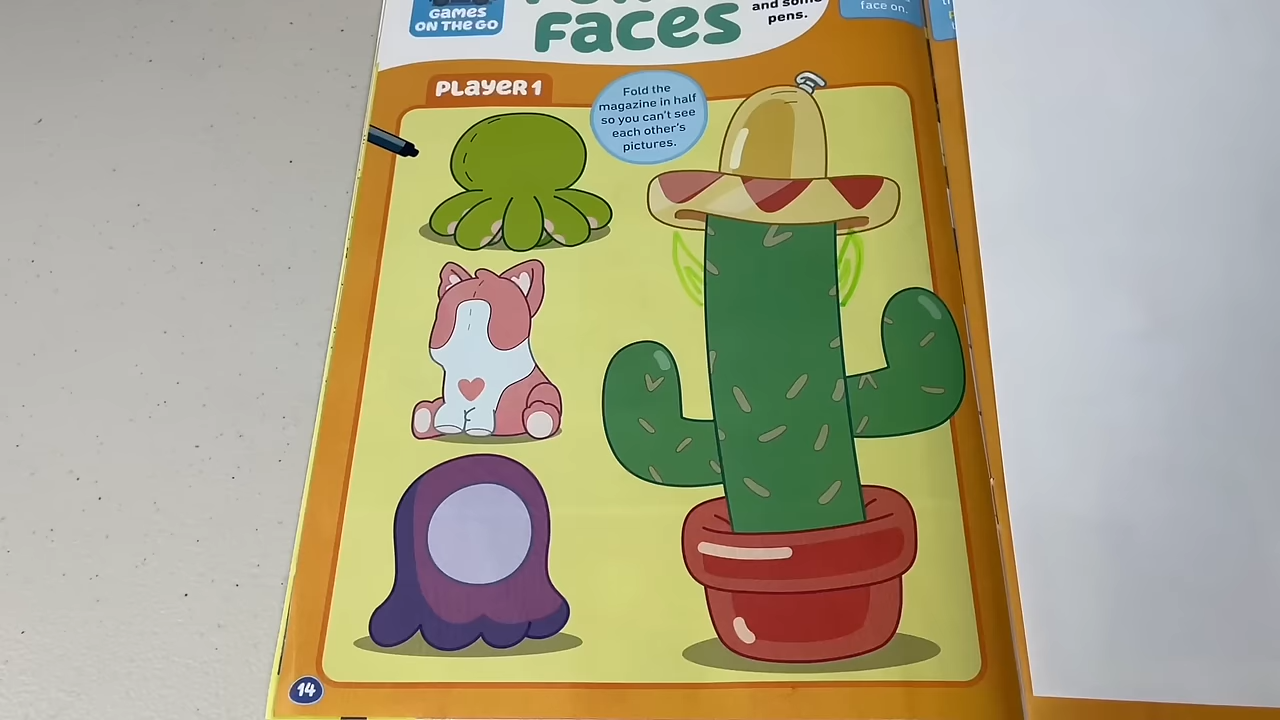 GAMES
ON THE GO
FACES
and some
pens.
face on.
PLAYER 1
Fold the
magazine in half
so you can't see
each other's
pictures.
14